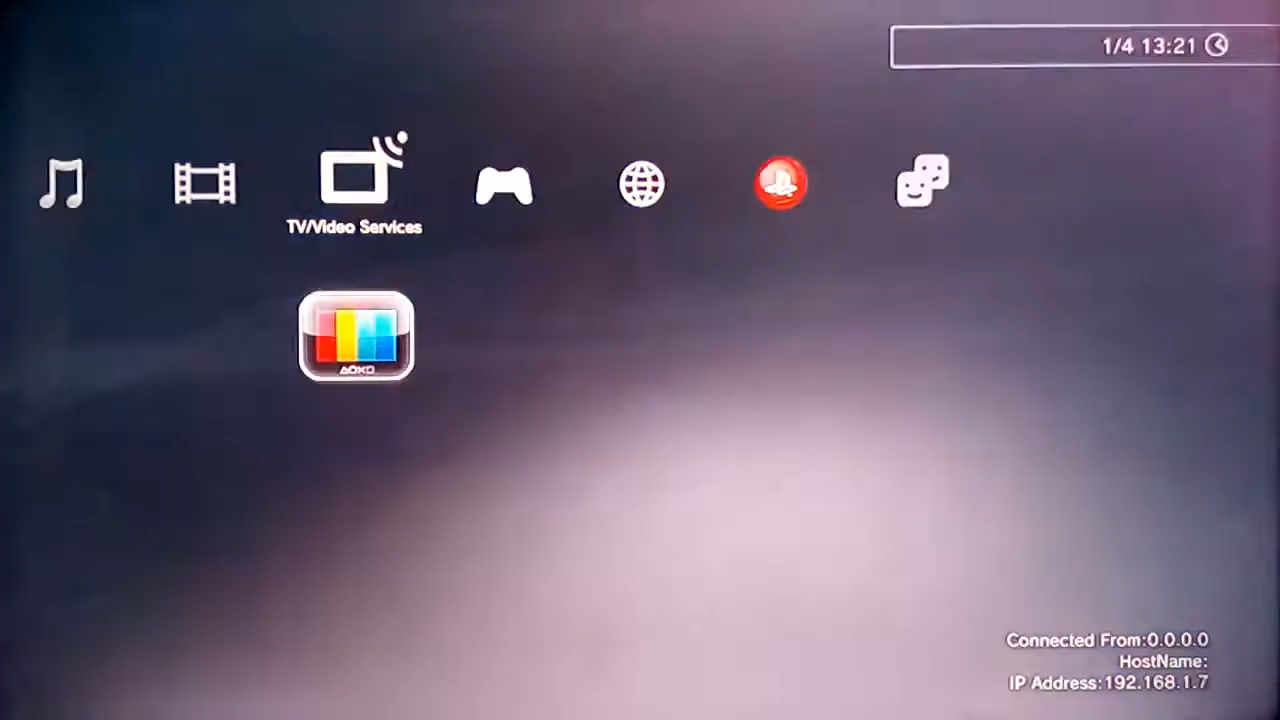 1/4 13:21
TV/Video Services
Connected From:0.0.0.0
HostName:
IP Address:192.168.1.7